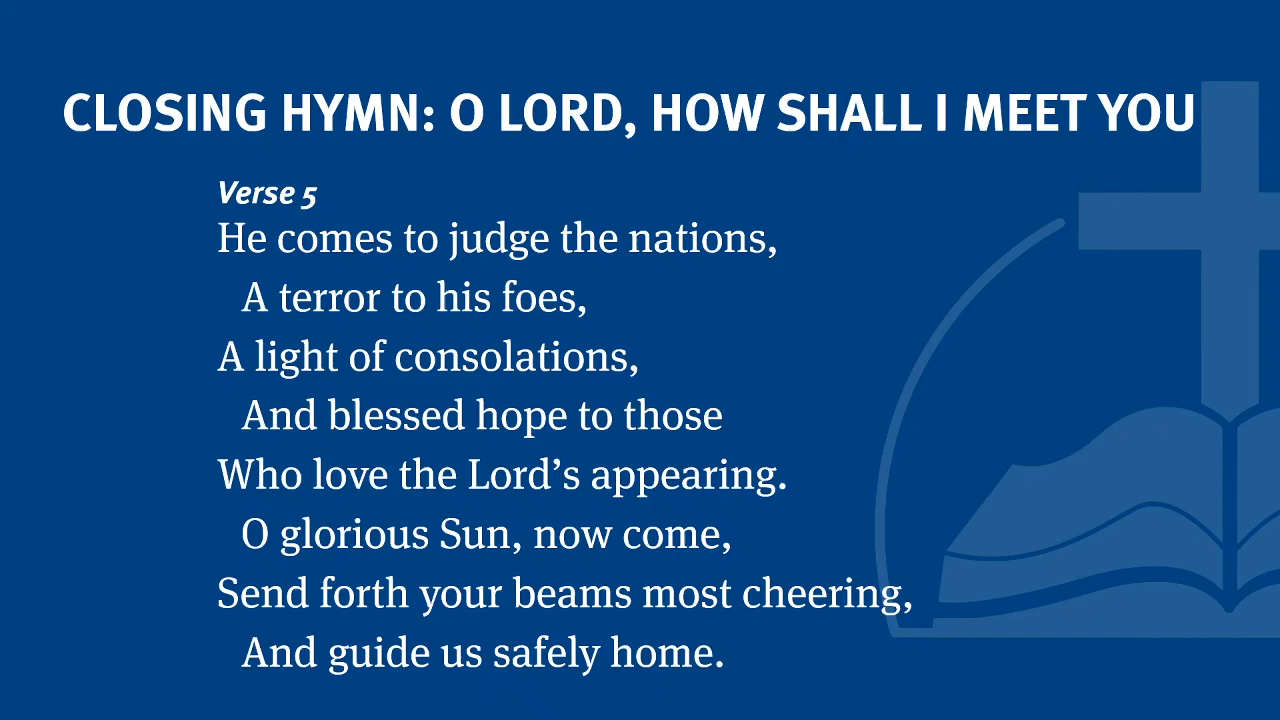 CLOSING HYMN: O LORD, HOW SHALL I MEET YOU
Verse 5
He comes to judge the nations,
A terror to his foes,
A light of consolations,
And blessed hope to those
Who love the Lord’s appearing.
O glorious Sun, now come,
Send forth your beams most cheering,
And guide us safely home.